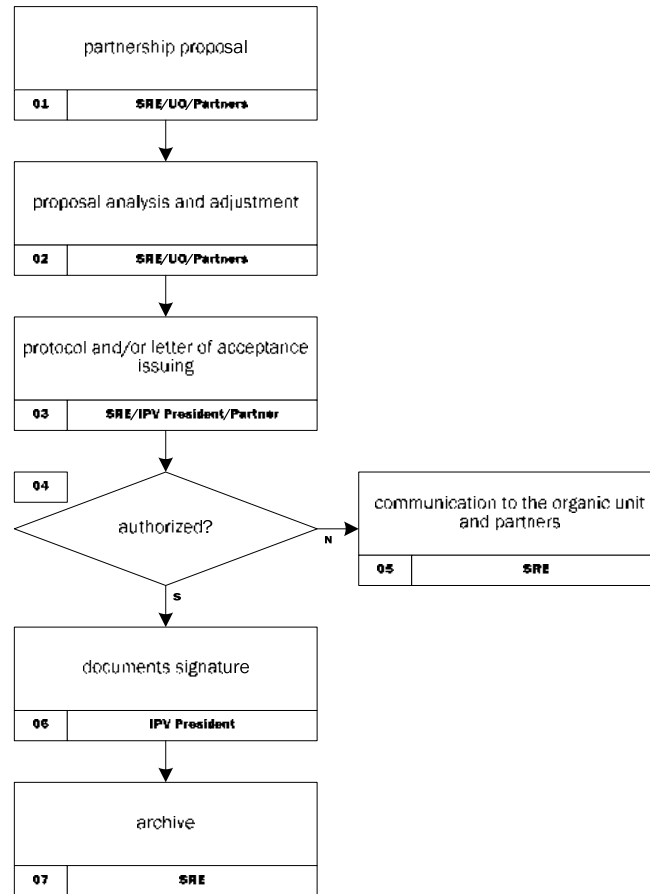 partnership proposal
01 SRE/UO/Partners
proposal analysis and adjustment
02 SRE/UO/Partners
protocol and/or letter of acceptance
issuing
03 SRE/IPV President/Partner
04
authorized?
N
S
communication to the organic unit
and partners
05 SRE
documents signature
06 IPV President
archive
07 SRE